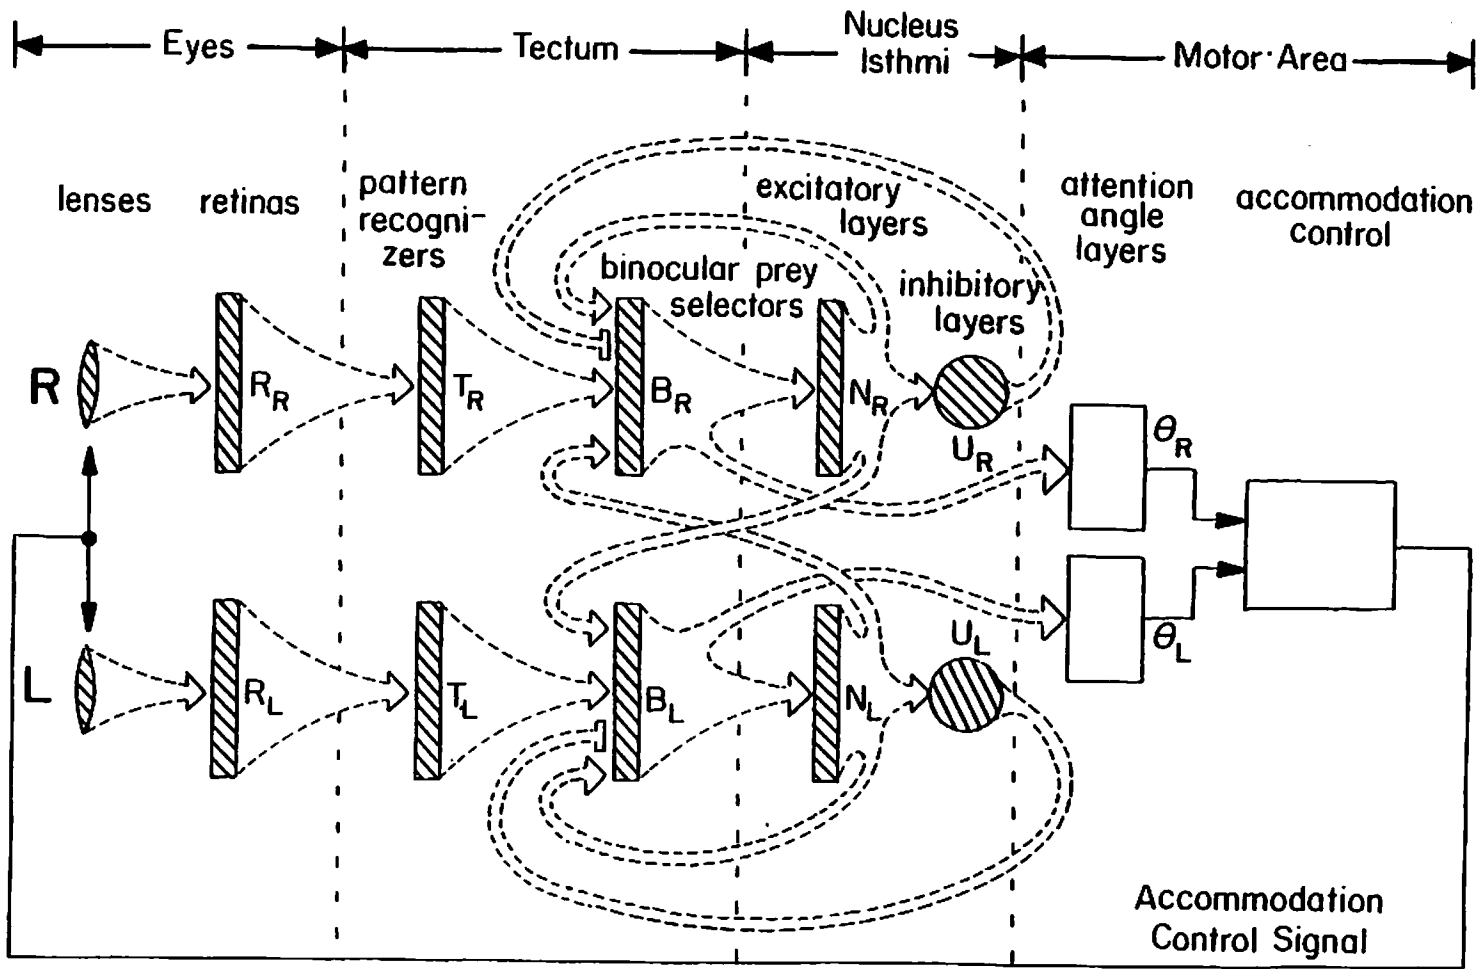 Eyes
Tectum
Nucleus
Isthmi
Motor·Area
lenses
retinas
pattern
recogni-
zers
excitatory
layers
attention
angle
layers
accommodation
control
binocular prey
selectors
inhibitory
layers
R
R_R
T_R
B_R
N_R
U_R
θ_R
L
R_L
T_L
B_L
N_L
U_L
θ_L
Accommodation
Control Signal